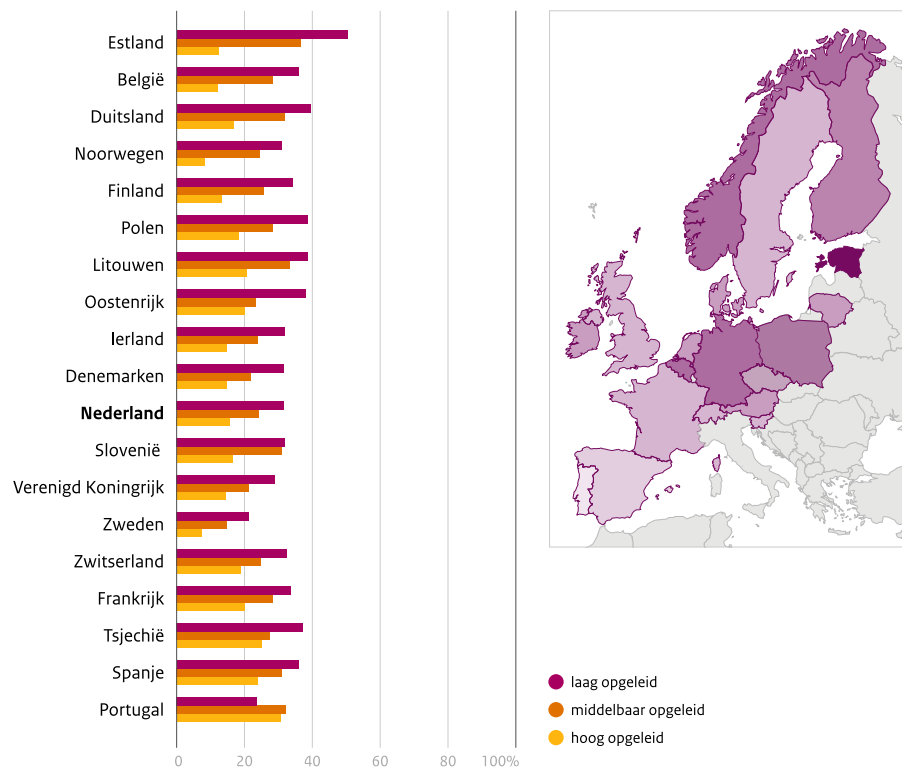 Estland
België
Duitsland
Noorwegen
Finland
Polen
Litouwen
Oostenrijk
Ierland
Denemarken
Nederland
Slovenië
Verenigd Koningrijk
Zweden
Zwitserland
Frankrijk
Tsjechië
Spanje
Portugal
0 20 40 60 80 100%
laag opgeleid
middelbaar opgeleid
hoog opgeleid